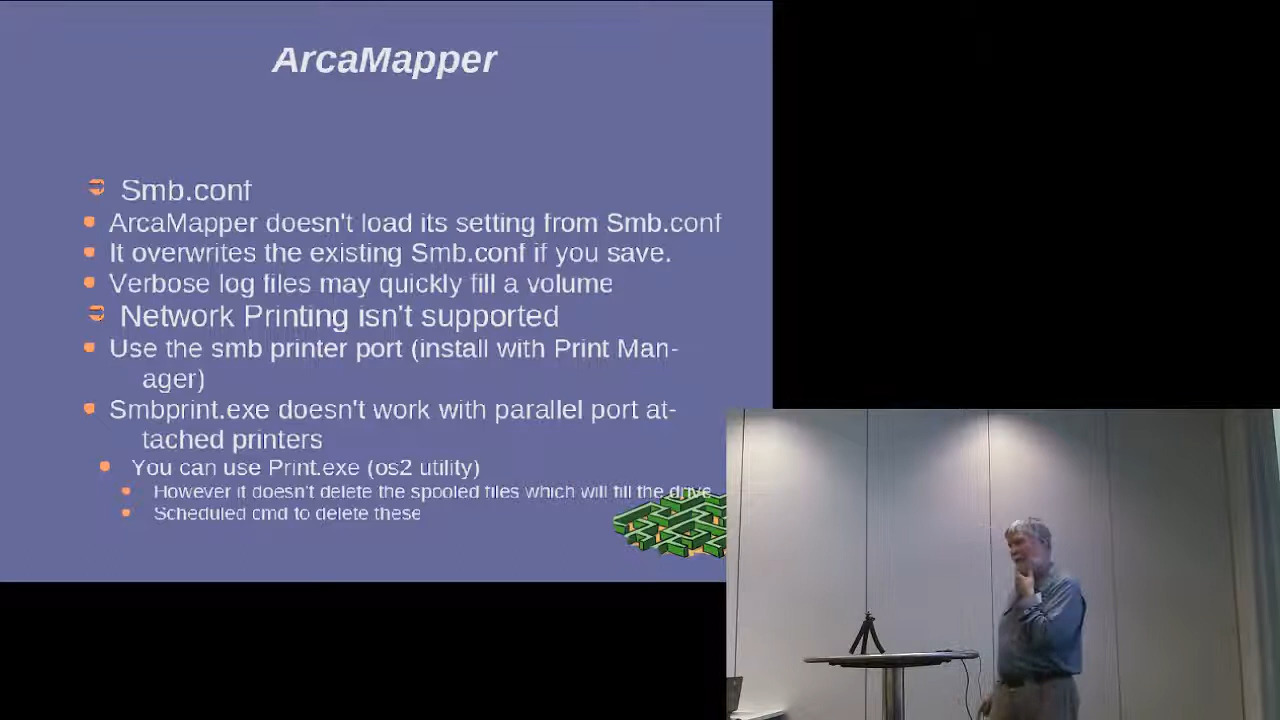 ArcaMapper
Smb.conf
ArcaMapper doesn't load its setting from Smb.conf
It overwrites the existing Smb.conf if you save.
Verbose log files may quickly fill a volume
Network Printing isn't supported
Use the smb printer port (install with Print Man-
ager)
Smbprint.exe doesn't work with parallel port at-
tached printers
You can use Print.exe (os2 utility)
However it doesn't delete the spooled files which will fill the drive
Scheduled cmd to delete these